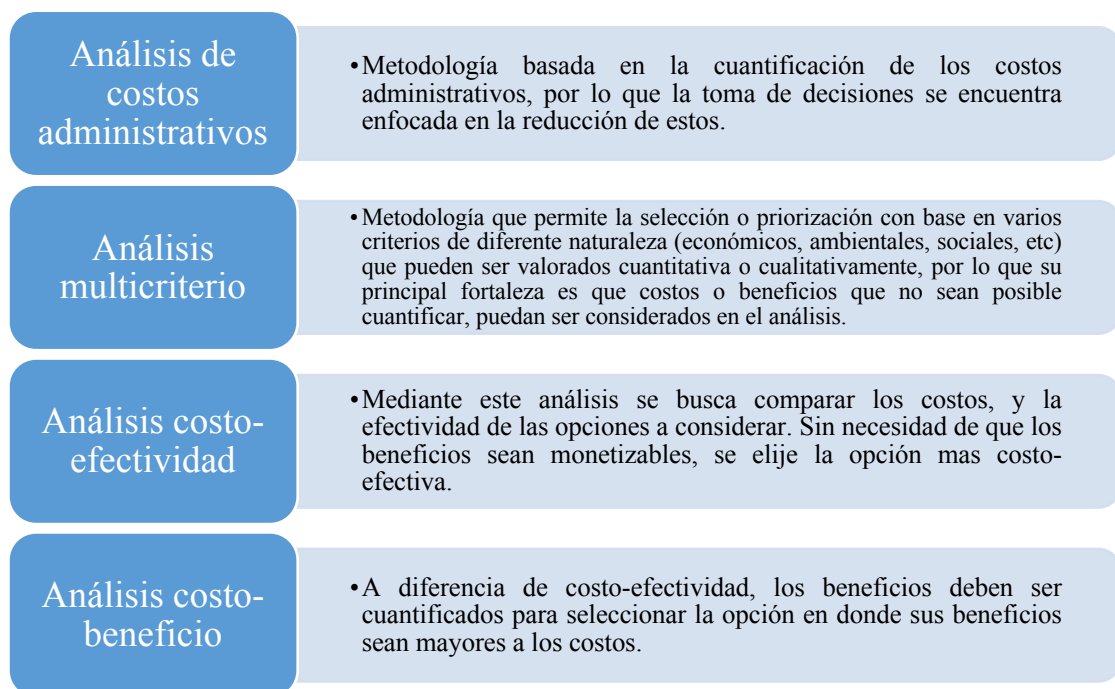 Análisis de
costos
administrativos
•Metodología basada en la cuantificación de los costos
administrativos, por lo que la toma de decisiones se encuentra
enfocada en la reducción de estos.
Análisis
multicriterio
•Metodología que permite la selección o priorización con base en varios
criterios de diferente naturaleza (económicos, ambientales, sociales, etc)
que pueden ser valorados cuantitativa o cualitativamente, por lo que su
principal fortaleza es que costos o beneficios que no sean posible
cuantificar, puedan ser considerados en el análisis.
Análisis costo-
efectividad
•Mediante este análisis se busca comparar los costos, y la
efectividad de las opciones a considerar. Sin necesidad de que los
beneficios sean monetizables, se elije la opción mas costo-
efectiva.
Análisis costo-
beneficio
•A diferencia de costo-efectividad, los beneficios deben ser
cuantificados para seleccionar la opción en donde sus beneficios
sean mayores a los costos.